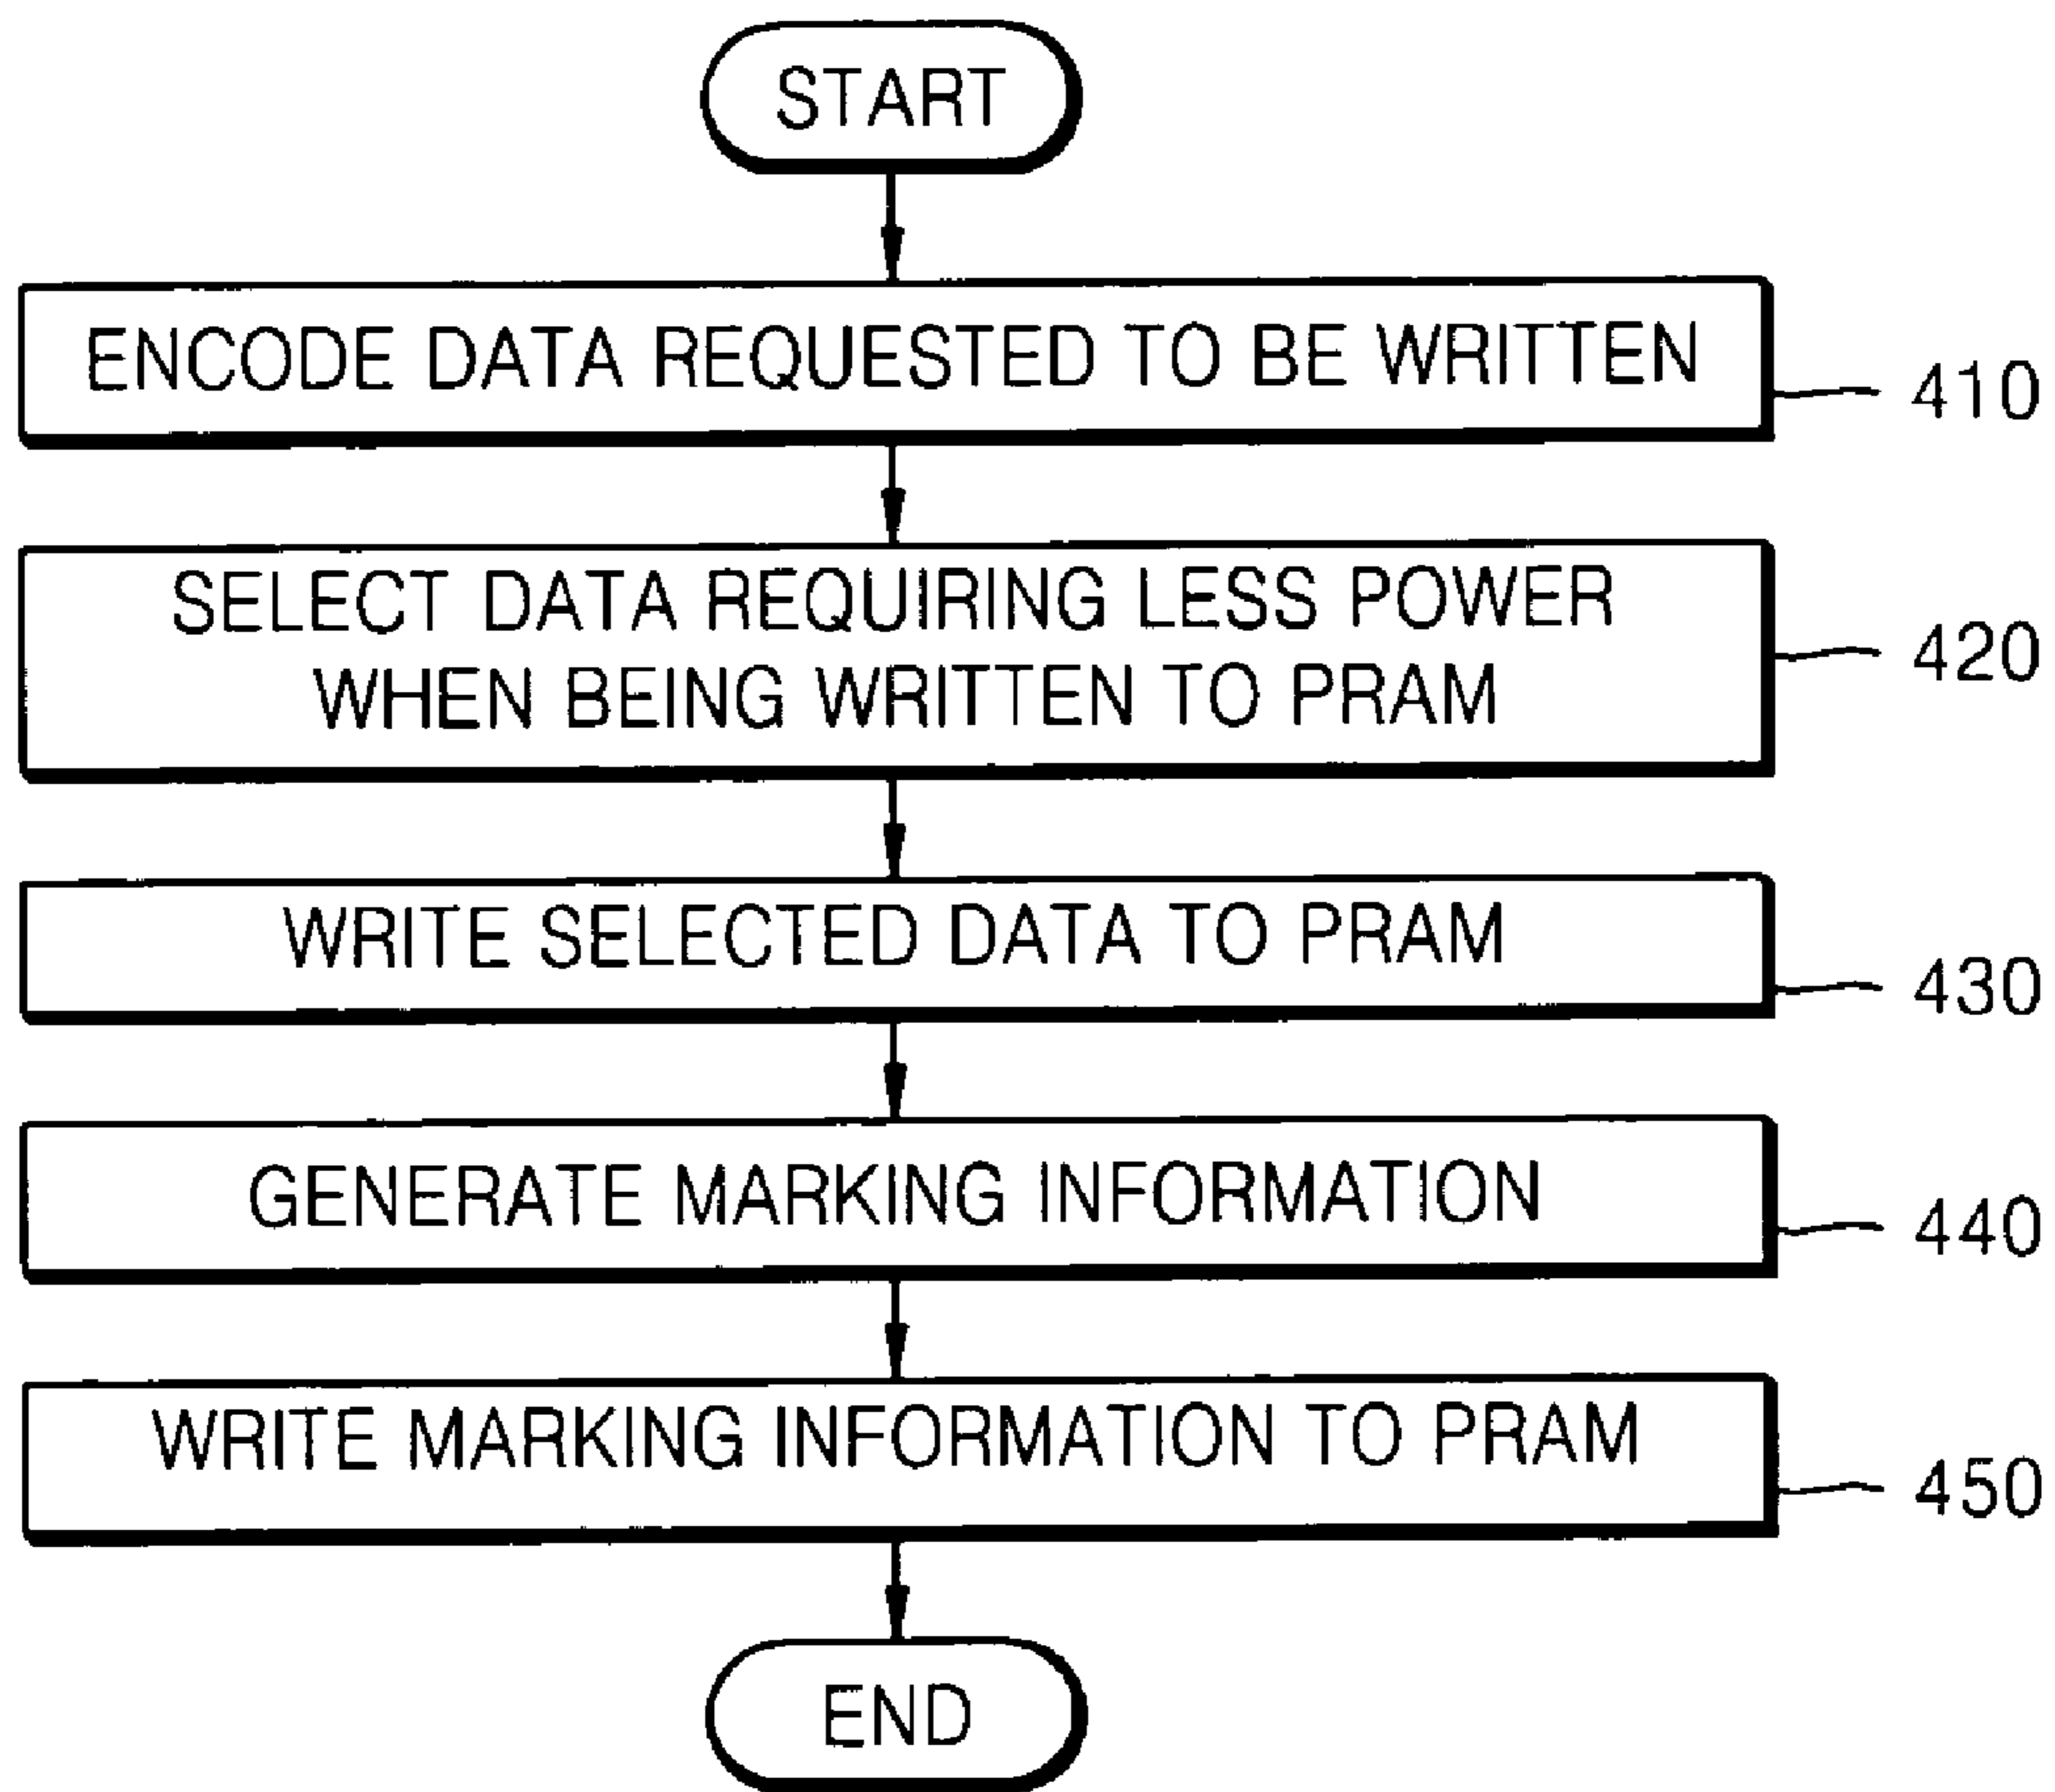 START
ENCODE DATA REQUESTED TO BE WRITTEN
410
SELECT DATA REQUIRING LESS POWER
WHEN BEING WRITTEN TO PRAM
420
WRITE SELECTED DATA TO PRAM
430
GENERATE MARKING INFORMATION
440
WRITE MARKING INFORMATION TO PRAM
450
END